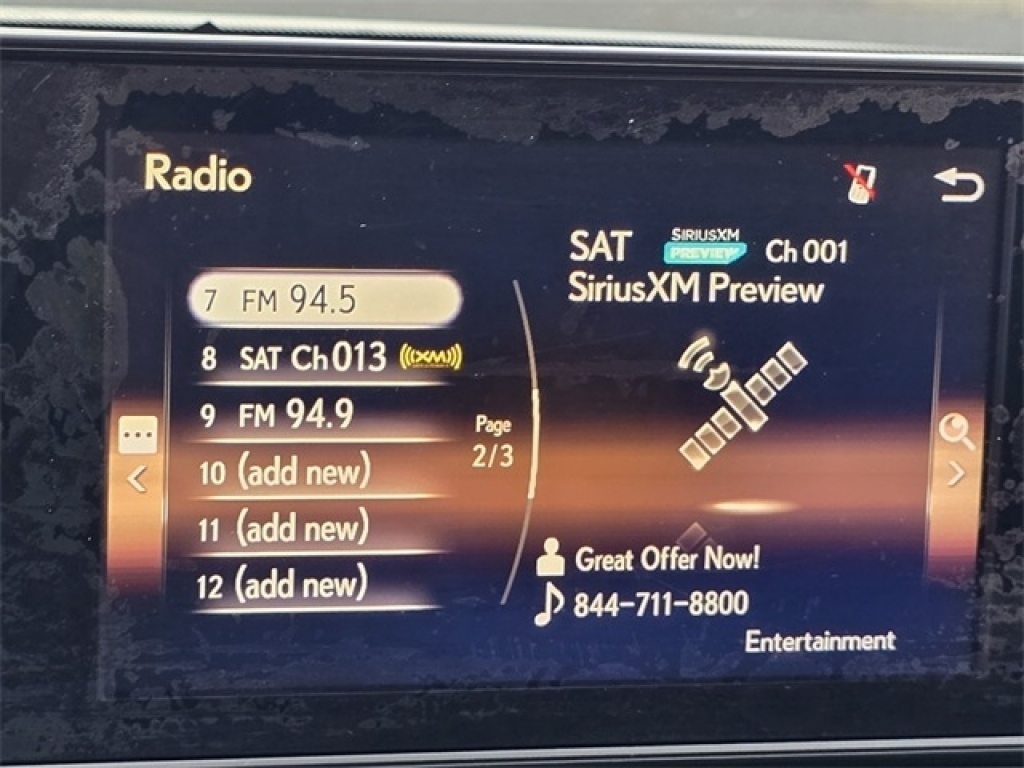 Radio
7 FM 94.5
8 SAT Ch 013 ((XM))
9 FM 94.9
10 (add new)
11 (add new)
12 (add new)
Page
2/3
SAT SIRIUSXM PREVIEW Ch 001
SiriusXM Preview
Great Offer Now!
844-711-8800
Entertainment